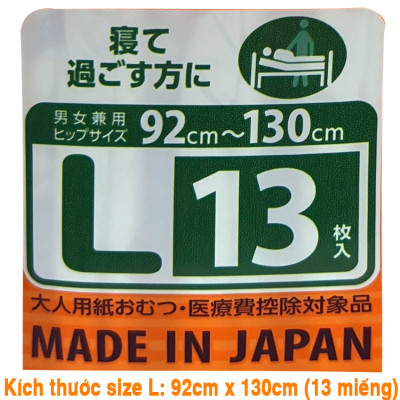 寝て
過ごす方に
男女兼用
ヒップサイズ 92cm～130cm
L 13枚入
大人用紙おむつ・医療費控除対象品
MADE IN JAPAN
Kích thước size L: 92cm x 130cm (13 miếng)